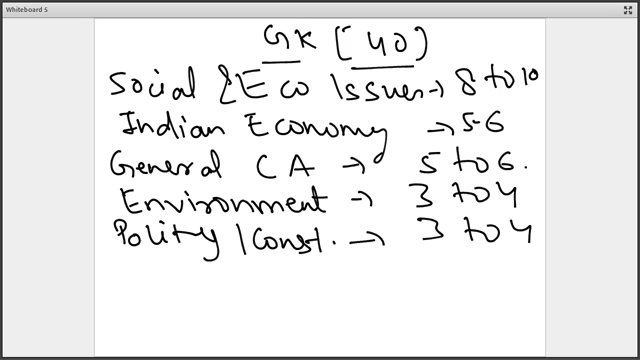 Whiteboard 5
GK [40)
Social & Eco Issues → 8 to 10
Indian Economy → 5-6
General CA → 5 to 6.
Environment → 3 to 4
Polity / Const. → 3 to 4